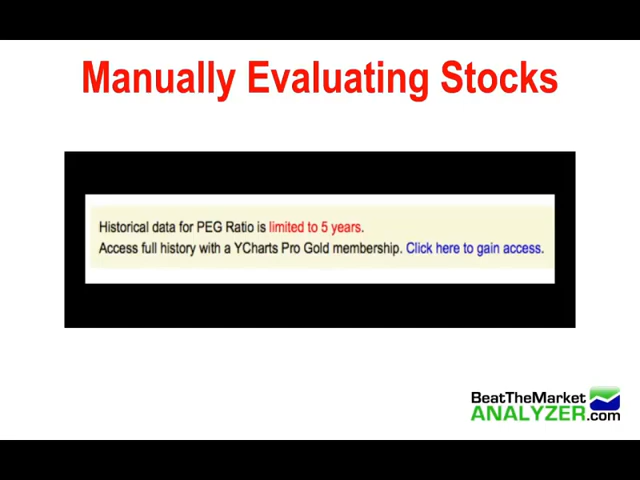 Manually Evaluating Stocks
Historical data for PEG Ratio is limited to 5 years.
Access full history with a YCharts Pro Gold membership. Click here to gain access.
BeatTheMarket
ANALYZER.com